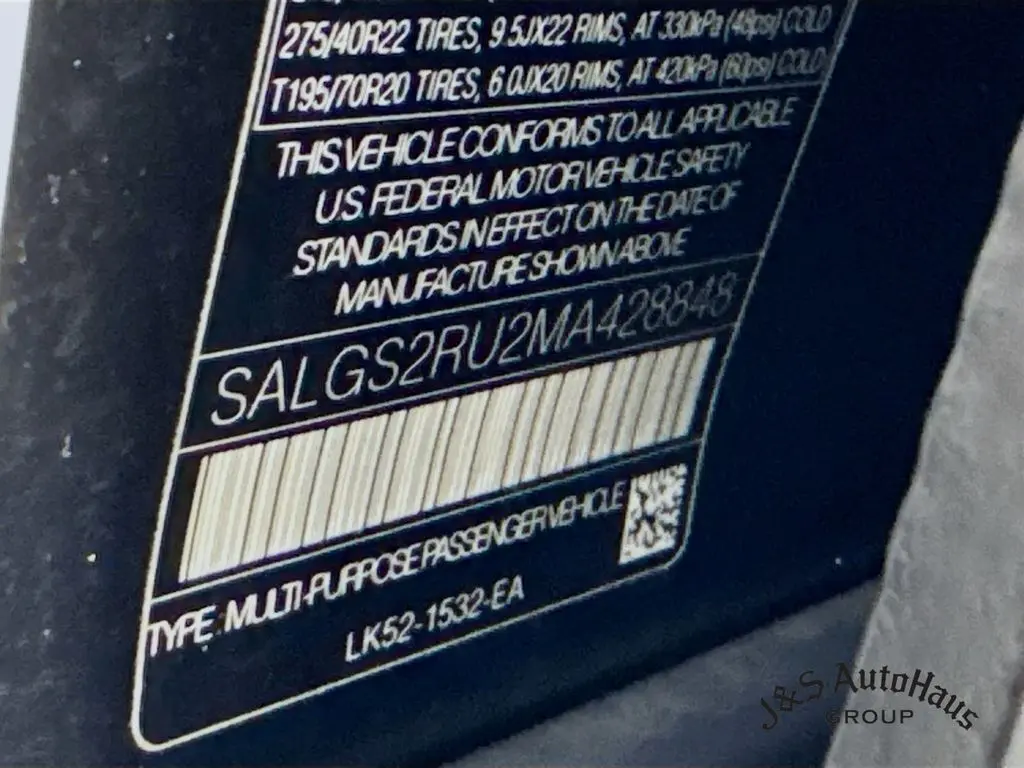 275/40R22 TIRES, 9.5JX22 RIMS, AT 330kPa (48psi) COLD
T195/70R20 TIRES, 6.0JX20 RIMS, AT 420kPa (60psi) COLD
THIS VEHICLE CONFORMS TO ALL APPLICABLE
U.S. FEDERAL MOTOR VEHICLE SAFETY
STANDARDS IN EFFECT ON THE DATE OF
MANUFACTURE SHOWN ABOVE
SALGS2RU2MA428848
TYPE: MULTI-PURPOSE PASSENGER VEHICLE
LK52-1532-EA
J&S AutoHaus
GROUP